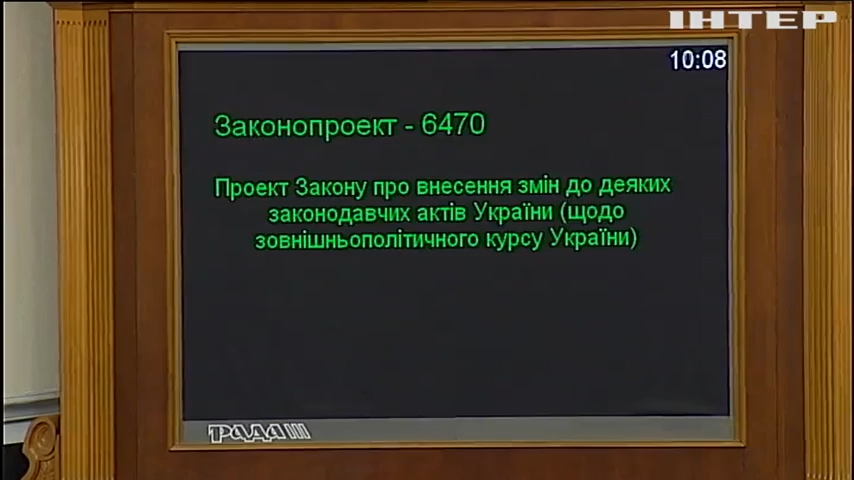 ІНТЕР
10:08
Законопроект - 6470
Проект Закону про внесення змін до деяких
законодавчих актів України (щодо
зовнішньополітичного курсу України)
РАДА III